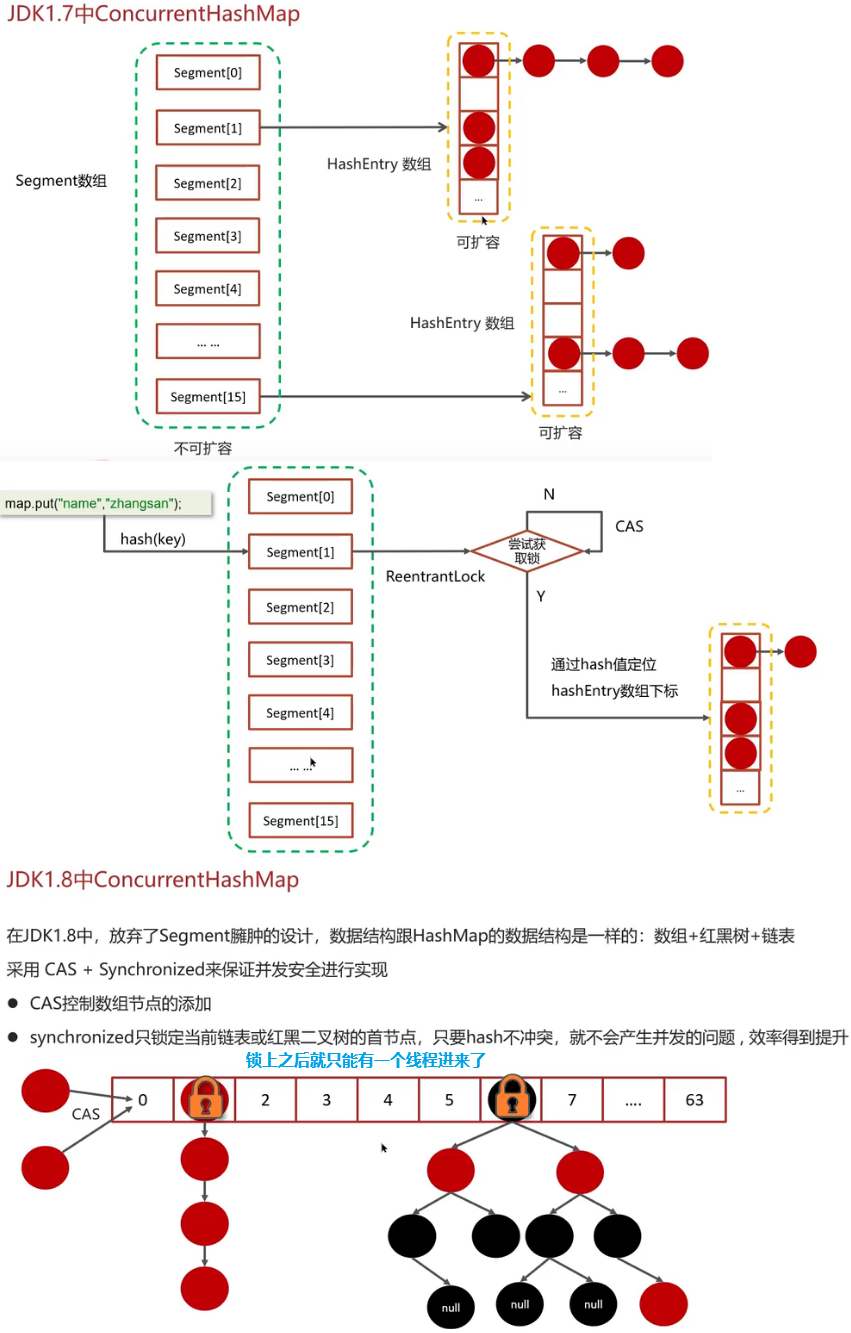 JDK1.7中ConcurrentHashMap
Segment[0]
Segment[1]
HashEntry 数组
Segment数组
Segment[2]
...
Segment[3]
可扩容
Segment[4]
HashEntry 数组
... ...
Segment[15]
...
可扩容
不可扩容
map.put("name","zhangsan");
hash(key)
Segment[0]
N
CAS
尝试获
取锁
Segment[1]
ReentrantLock
Y
Segment[2]
Segment[3]
通过hash值定位
hashEntry数组下标
Segment[4]
... ...
...
Segment[15]
JDK1.8中ConcurrentHashMap
在JDK1.8中，放弃了Segment臃肿的设计，数据结构跟HashMap的数据结构是一样的：数组+红黑树+链表
采用 CAS + Synchronized来保证并发安全进行实现
● CAS控制数组节点的添加
● synchronized只锁定当前链表或红黑二叉树的首节点，只要hash不冲突，就不会产生并发的问题 , 效率得到提升
锁上之后就只能有一个线程进来了
CAS
0 2 3 4 5 7 .... 63
null
null
null